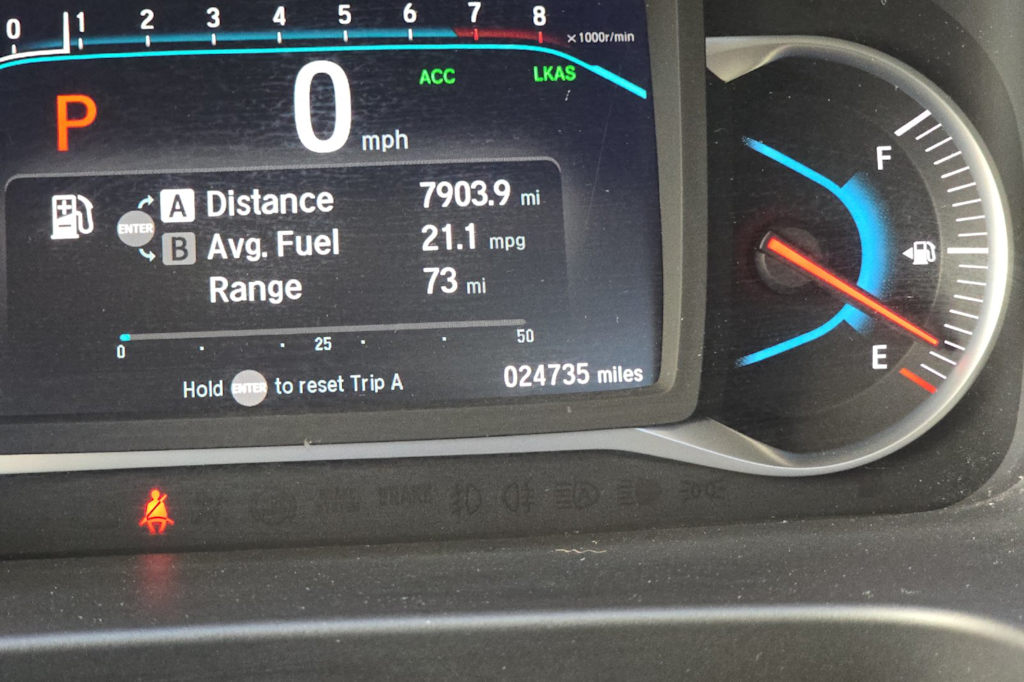 0 1 2 3 4 5 6 7 8
×1000r/min
ACC LKAS
P 0 mph
F
ENTER A Distance 7903.9 mi
B Avg. Fuel 21.1 mpg
Range 73 mi
0 25 50
E
Hold ENTER to reset Trip A 024735 miles